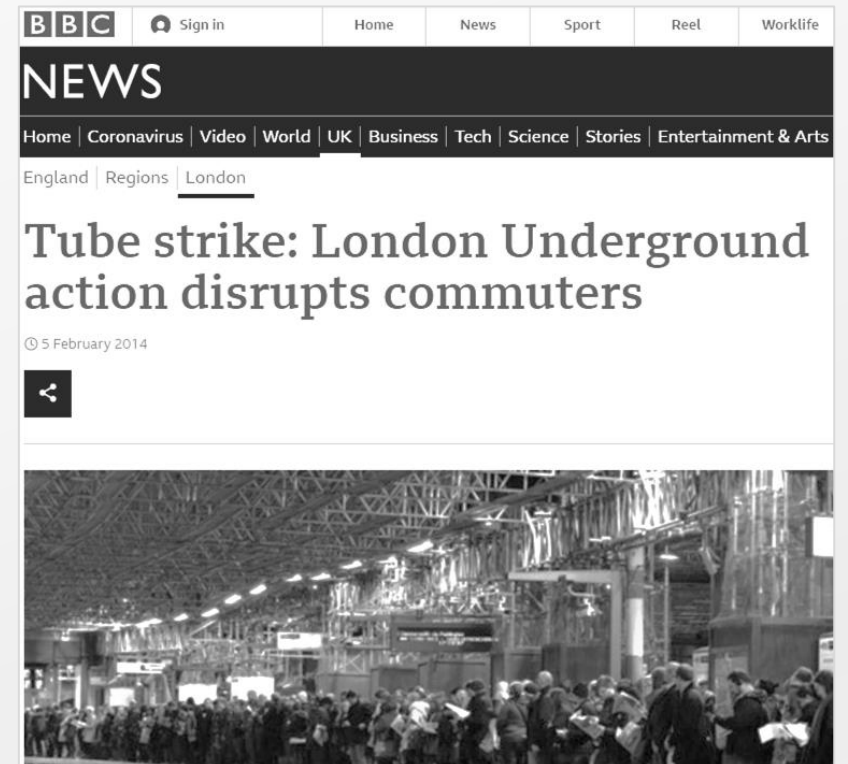 BBC Sign in Home News Sport Reel Worklife
NEWS
Home Coronavirus Video World UK Business Tech Science Stories Entertainment & Arts
England Regions London
Tube strike: London Underground
action disrupts commuters
5 February 2014